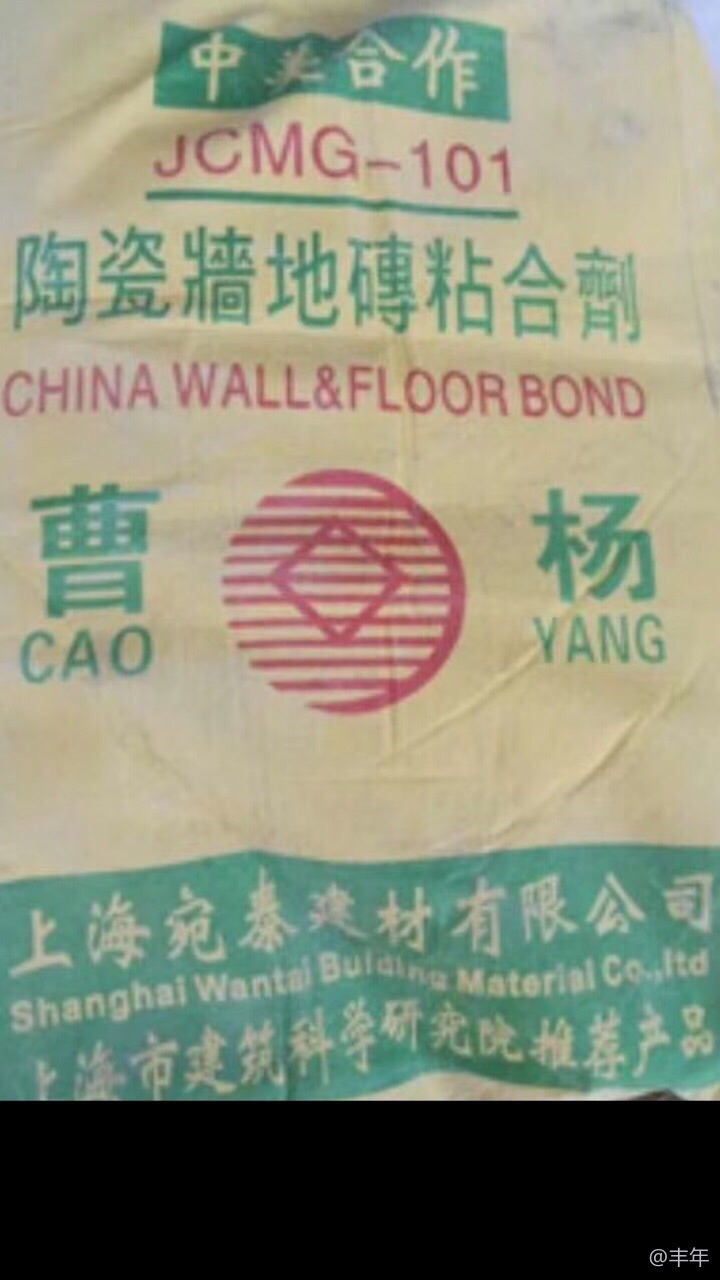 中美合作
JCMG-101
陶瓷牆地磚粘合劑
CHINA WALL&FLOOR BOND
曹 杨
CAO YANG
上海宛泰建材有限公司
Shanghai Wantai Building Material Co.,ltd
上海市建筑科学研究院推荐产品
@丰年